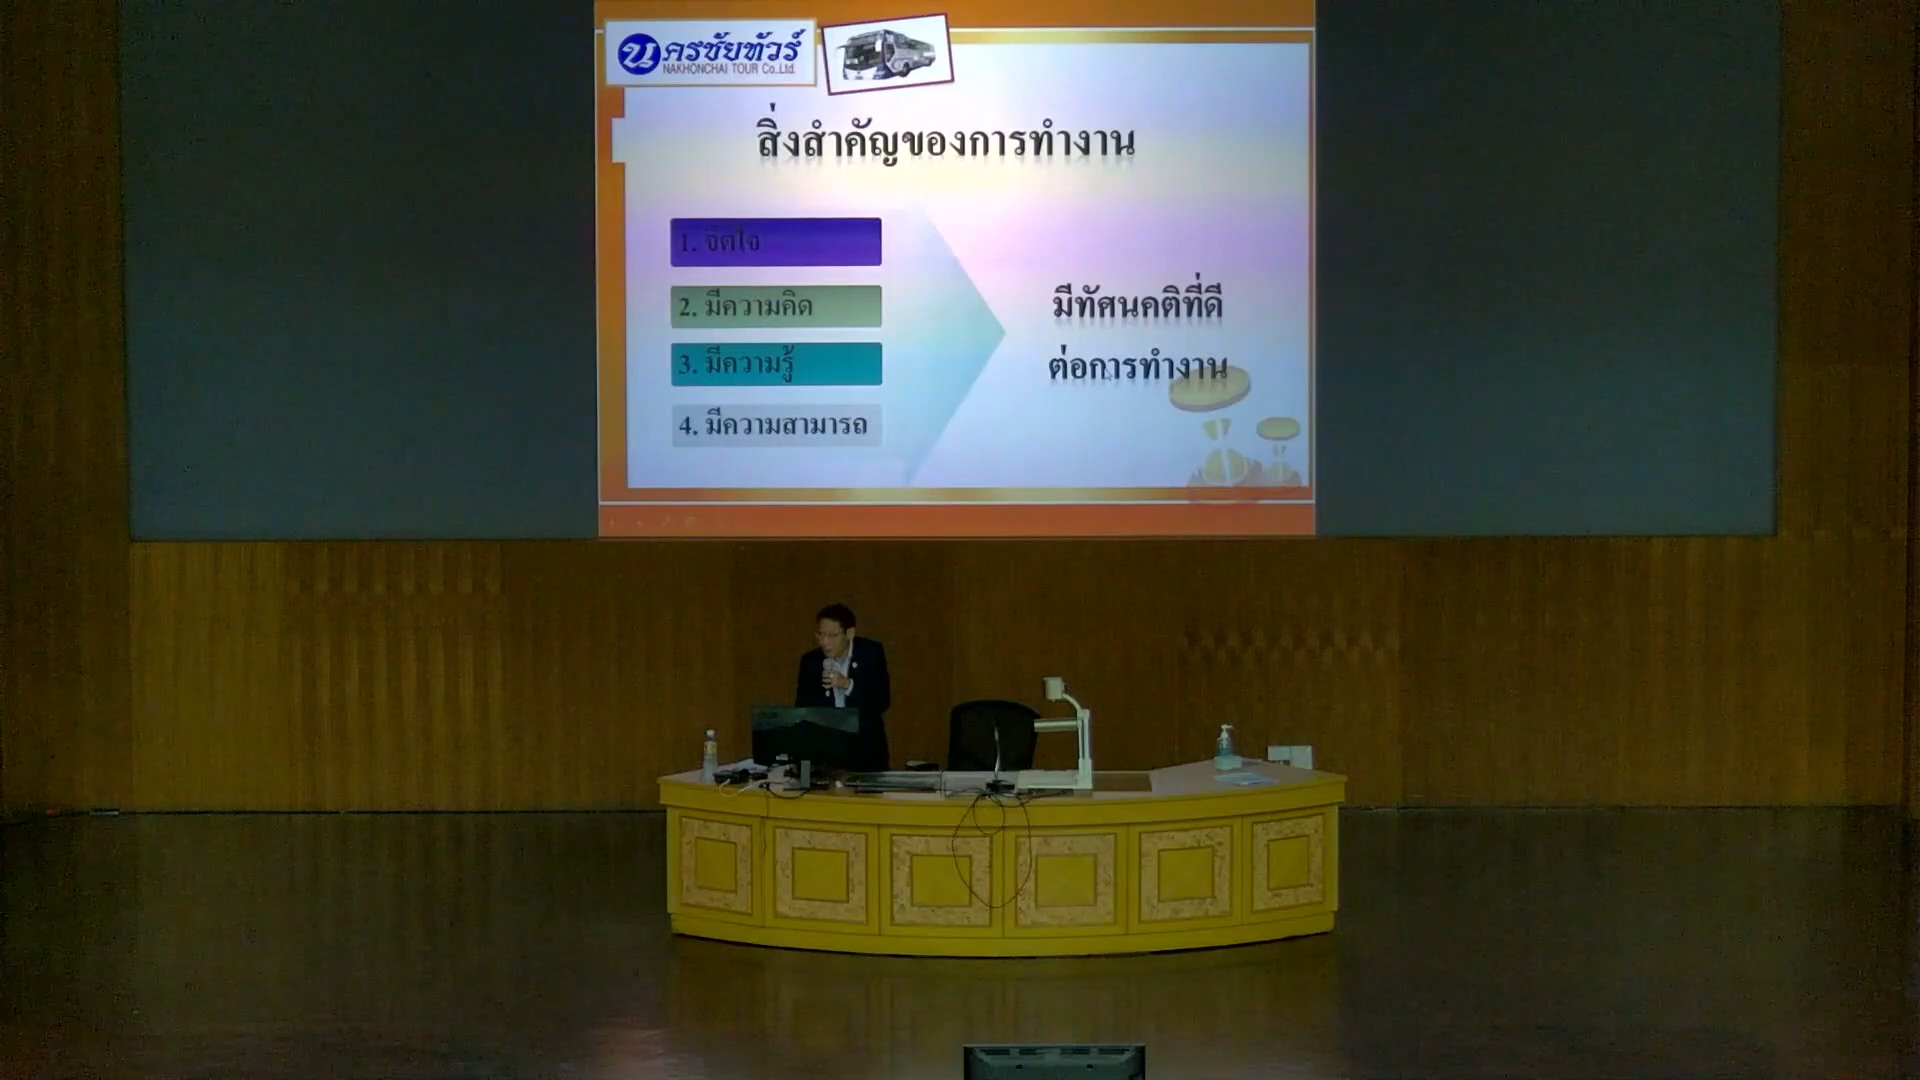 นครชัยทัวร์
NAKHONCHAI TOUR Co.,Ltd.
สิ่งสำคัญของการทำงาน
1. จิตใจ
2. มีความคิด
3. มีความรู้
4. มีความสามารถ
มีทัศนคติที่ดี
ต่อการทำงาน